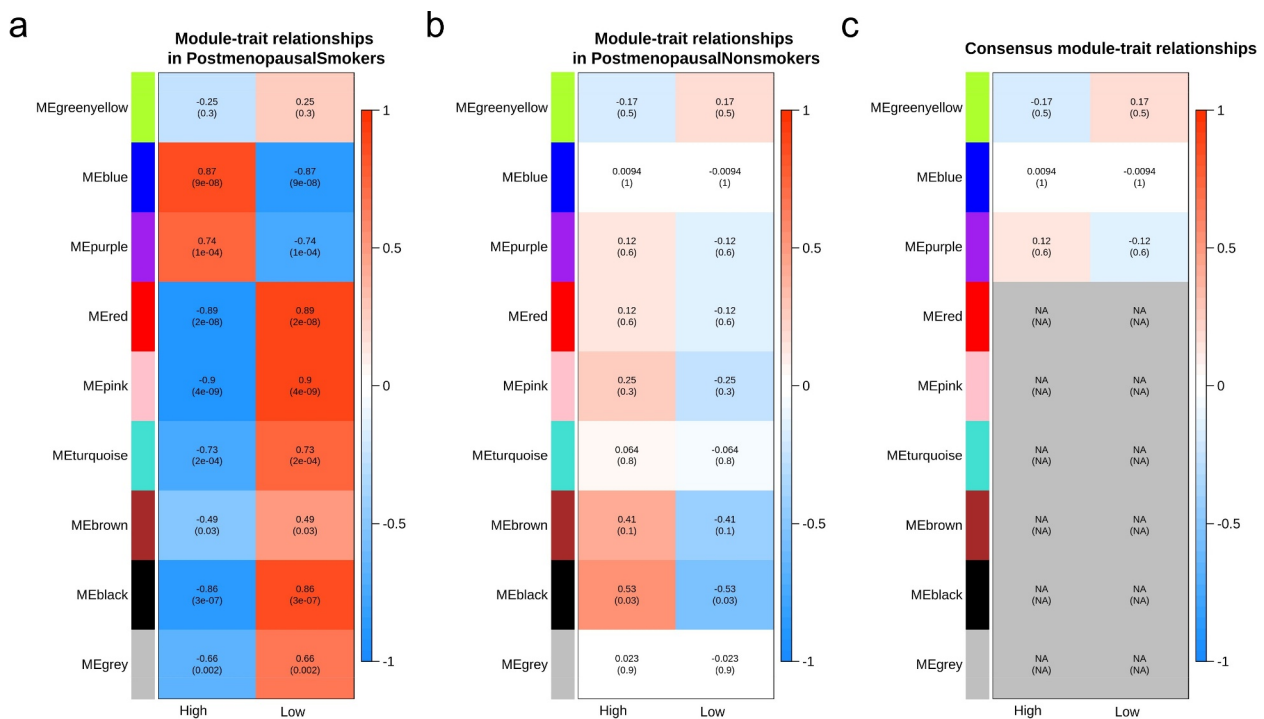 a
Module-trait relationships
in PostmenopausalSmokers
MEgreenyellow
-0.25
(0.3)
0.25
(0.3)
MEblue
0.87
(9e-08)
-0.87
(9e-08)
MEpurple
0.74
(1e-04)
-0.74
(1e-04)
MEred
-0.89
(2e-08)
0.89
(2e-08)
MEpink
-0.9
(4e-09)
0.9
(4e-09)
MEturquoise
-0.73
(2e-04)
0.73
(2e-04)
MEbrown
-0.49
(0.03)
0.49
(0.03)
MEblack
-0.86
(3e-07)
0.86
(3e-07)
MEgrey
-0.66
(0.002)
0.66
(0.002)
High
Low
1
0.5
0
-0.5
-1
b
Module-trait relationships
in PostmenopausalNonsmokers
MEgreenyellow
-0.17
(0.5)
0.17
(0.5)
MEblue
0.0094
(1)
-0.0094
(1)
MEpurple
0.12
(0.6)
-0.12
(0.6)
MEred
0.12
(0.6)
-0.12
(0.6)
MEpink
0.25
(0.3)
-0.25
(0.3)
MEturquoise
0.064
(0.8)
-0.064
(0.8)
MEbrown
0.41
(0.1)
-0.41
(0.1)
MEblack
0.53
(0.03)
-0.53
(0.03)
MEgrey
0.023
(0.9)
-0.023
(0.9)
High
Low
1
0.5
0
-0.5
-1
c
Consensus module-trait relationships
MEgreenyellow
-0.17
(0.5)
0.17
(0.5)
MEblue
0.0094
(1)
-0.0094
(1)
MEpurple
0.12
(0.6)
-0.12
(0.6)
MEred
NA
(NA)
NA
(NA)
MEpink
NA
(NA)
NA
(NA)
MEturquoise
NA
(NA)
NA
(NA)
MEbrown
NA
(NA)
NA
(NA)
MEblack
NA
(NA)
NA
(NA)
MEgrey
NA
(NA)
NA
(NA)
High
Low
1
0.5
0
-0.5
-1